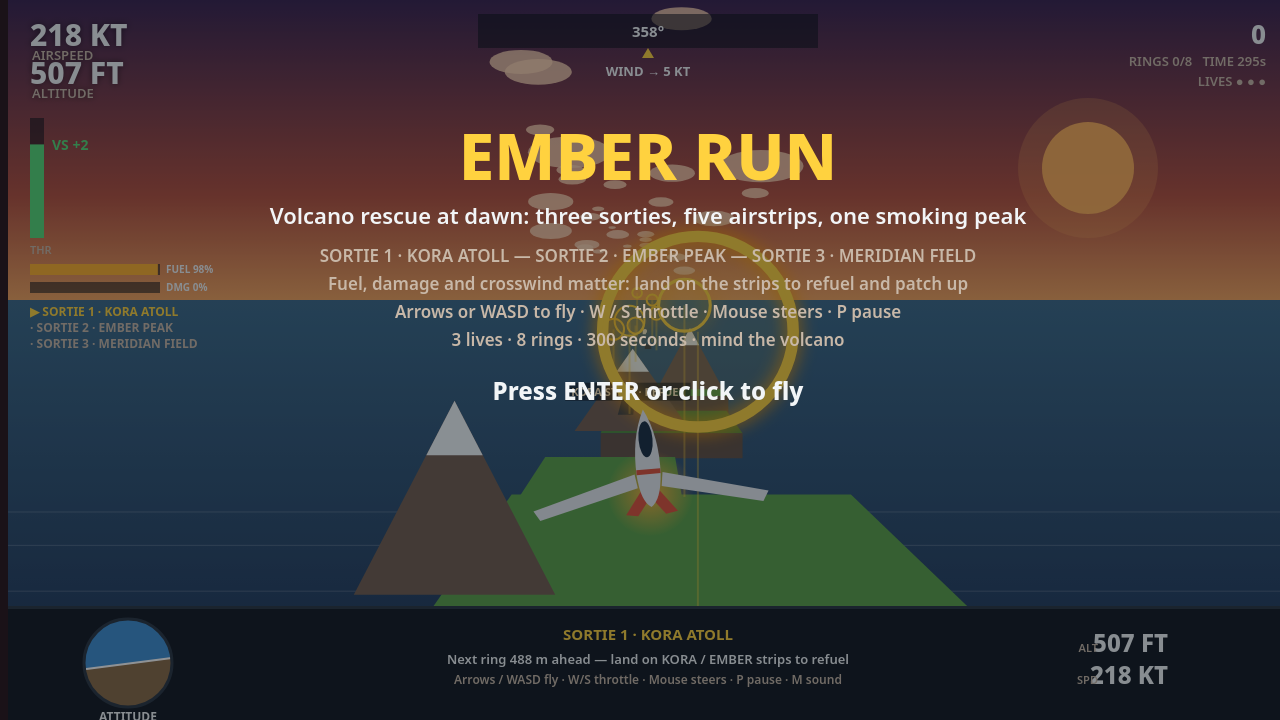 218 KT
AIRSPEED
507 FT
ALTITUDE
VS +2
THR
FUEL 98%
DMG 0%
▶ SORTIE 1 · KORA ATOLL
· SORTIE 2 · EMBER PEAK
· SORTIE 3 · MERIDIAN FIELD
358°
WIND → 5 KT
0
RINGS 0/8 TIME 295s
LIVES ● ● ●
EMBER RUN
Volcano rescue at dawn: three sorties, five airstrips, one smoking peak
SORTIE 1 · KORA ATOLL — SORTIE 2 · EMBER PEAK — SORTIE 3 · MERIDIAN FIELD
Fuel, damage and crosswind matter: land on the strips to refuel and patch up
Arrows or WASD to fly · W / S throttle · Mouse steers · P pause
3 lives · 8 rings · 300 seconds · mind the volcano
Press ENTER or click to fly
ATTITUDE
SORTIE 1 · KORA ATOLL
Next ring 488 m ahead — land on KORA / EMBER strips to refuel
Arrows / WASD fly · W/S throttle · Mouse steers · P pause · M sound
ALT 507 FT
218 KT